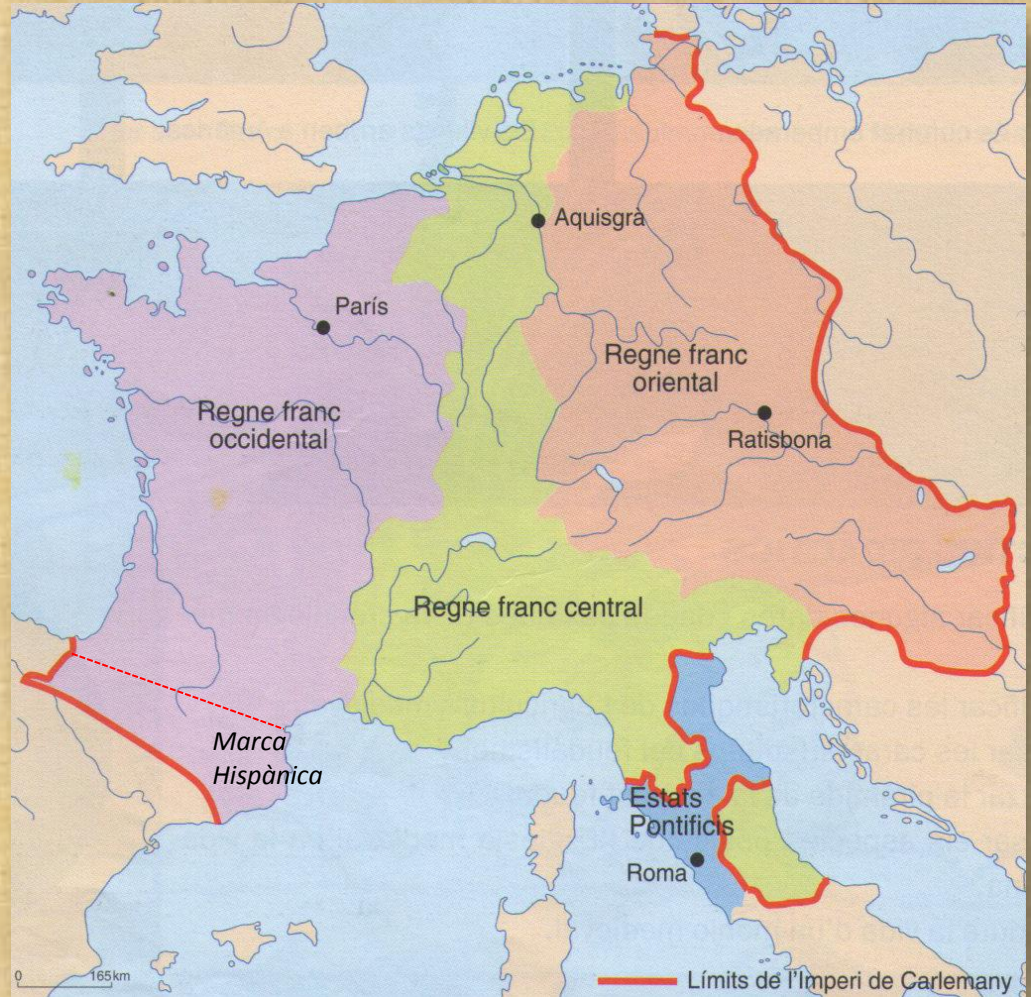 Aquisgrà
París
Regne franc
oriental
Regne franc
occidental
Ratisbona
Regne franc central
Marca
Hispànica
Estats
Pontificis
Roma
0 165 km
Límits de l'Imperi de Carlemany